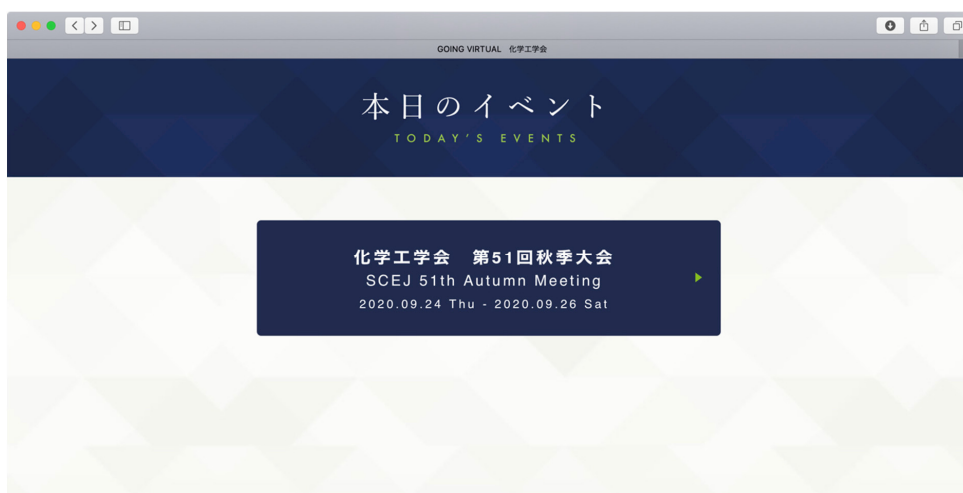 GOING VIRTUAL 化学工学会
本日のイベント
TODAY'S EVENTS
化学工学会　第51回秋季大会
SCEJ 51th Autumn Meeting
2020.09.24 Thu - 2020.09.26 Sat